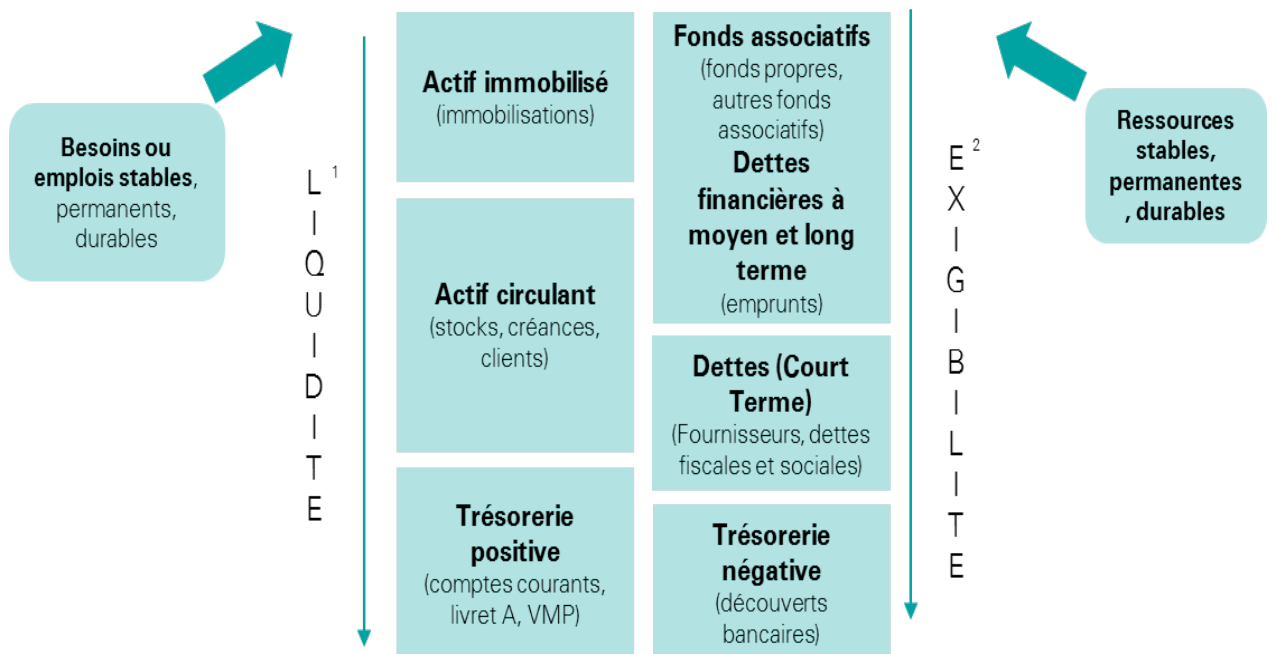 Besoins ou
emplois stables,
permanents,
durables
L 1
I
Q
U
I
D
I
T
E
Actif immobilisé
(immobilisations)
Actif circulant
(stocks, créances,
clients)
Trésorerie
positive
(comptes courants,
livret A, VMP)
Fonds associatifs
(fonds propres,
autres fonds
associatifs)
Dettes
financières à
moyen et long
terme
(emprunts)
Dettes (Court
Terme)
(Fournisseurs, dettes
fiscales et sociales)
Trésorerie
négative
(découverts
bancaires)
E 2
X
I
G
I
B
I
L
I
T
E
Ressources
stables,
permanentes
, durables